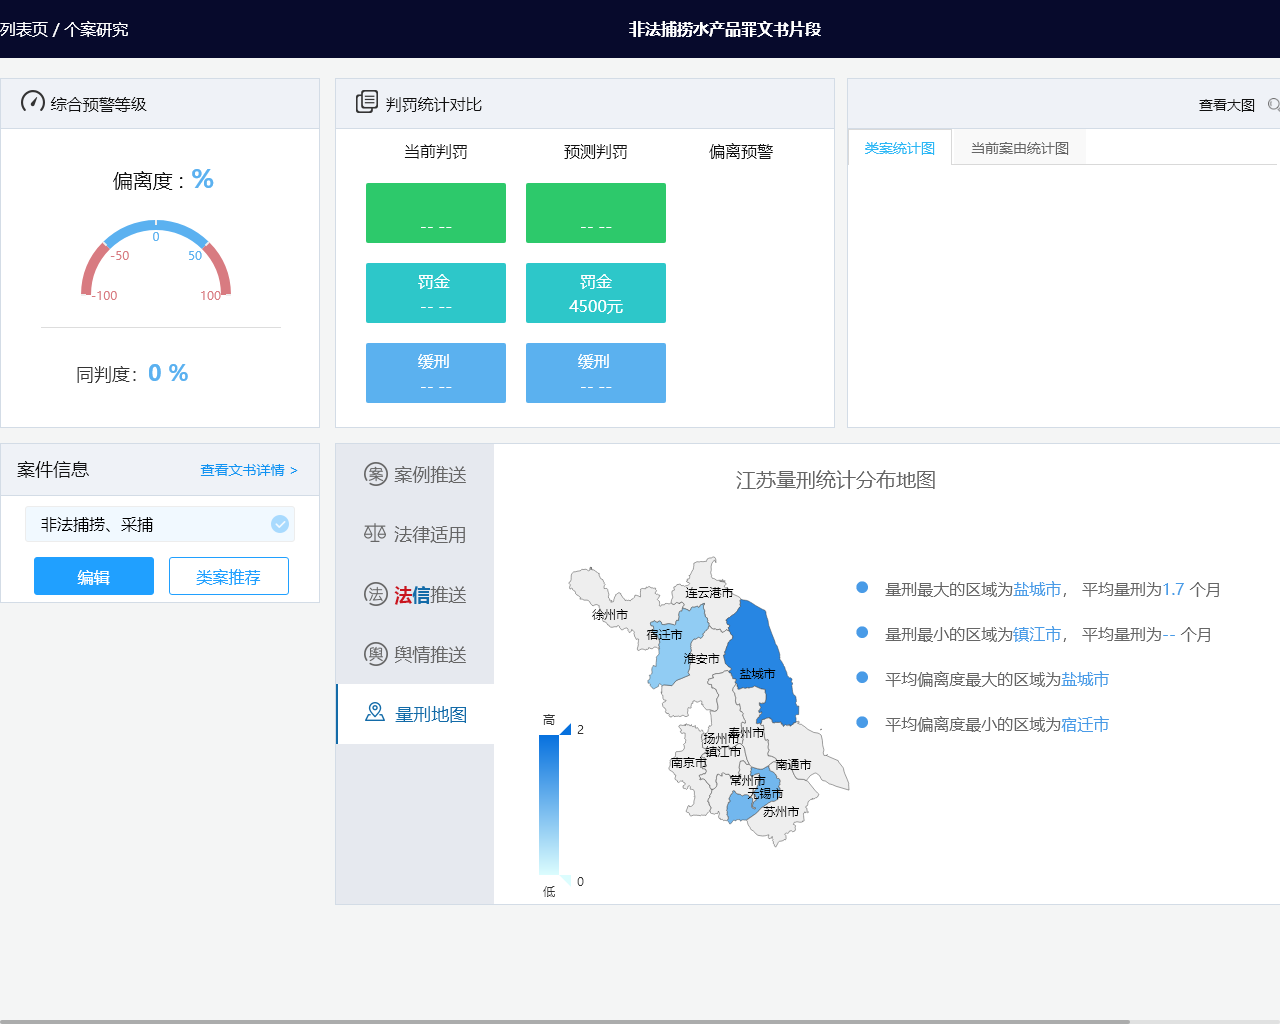 列表页 / 个案研究
非法捕捞水产品罪文书片段
综合预警等级
偏离度：%
0
-50
50
-100
100
同判度：0 %
判罚统计对比
当前判罚
预测判罚
偏离预警
-- --
-- --
罚金
-- --
罚金
4500元
缓刑
-- --
缓刑
-- --
查看大图
类案统计图
当前案由统计图
案件信息
查看文书详情 >
非法捕捞、采捕
编辑
类案推荐
案 案例推送
法律适用
法 法信推送
舆 舆情推送
量刑地图
江苏量刑统计分布地图
连云港市
徐州市
宿迁市
淮安市
盐城市
泰州市
扬州市
镇江市
南京市
南通市
常州市
无锡市
苏州市
高
2
0
低
量刑最大的区域为盐城市， 平均量刑为1.7 个月
量刑最小的区域为镇江市， 平均量刑为-- 个月
平均偏离度最大的区域为盐城市
平均偏离度最小的区域为宿迁市